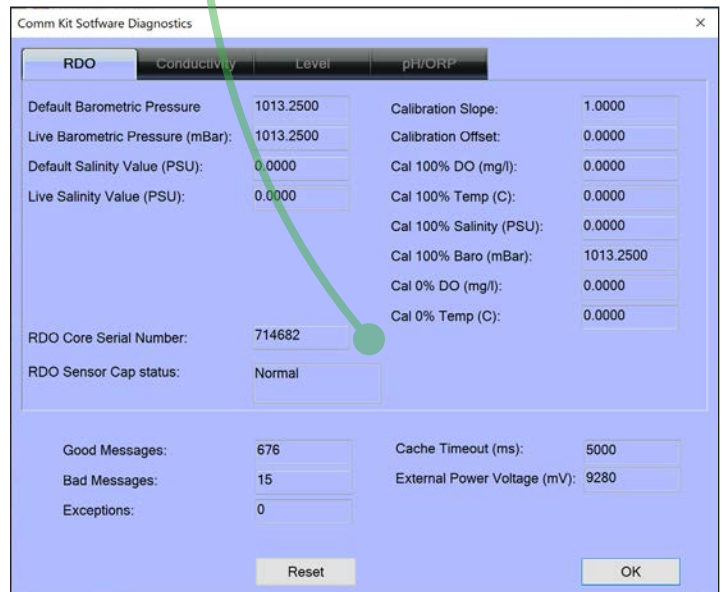 Comm Kit Sotfware Diagnostics
RDO Conductivity Level pH/ORP
Default Barometric Pressure 1013.2500
Live Barometric Pressure (mBar): 1013.2500
Default Salinity Value (PSU): 0.0000
Live Salinity Value (PSU): 0.0000
RDO Core Serial Number: 714682
RDO Sensor Cap status: Normal
Calibration Slope: 1.0000
Calibration Offset: 0.0000
Cal 100% DO (mg/l): 0.0000
Cal 100% Temp (C): 0.0000
Cal 100% Salinity (PSU): 0.0000
Cal 100% Baro (mBar): 1013.2500
Cal 0% DO (mg/l): 0.0000
Cal 0% Temp (C): 0.0000
Good Messages: 676
Bad Messages: 15
Exceptions: 0
Cache Timeout (ms): 5000
External Power Voltage (mV): 9280
Reset OK